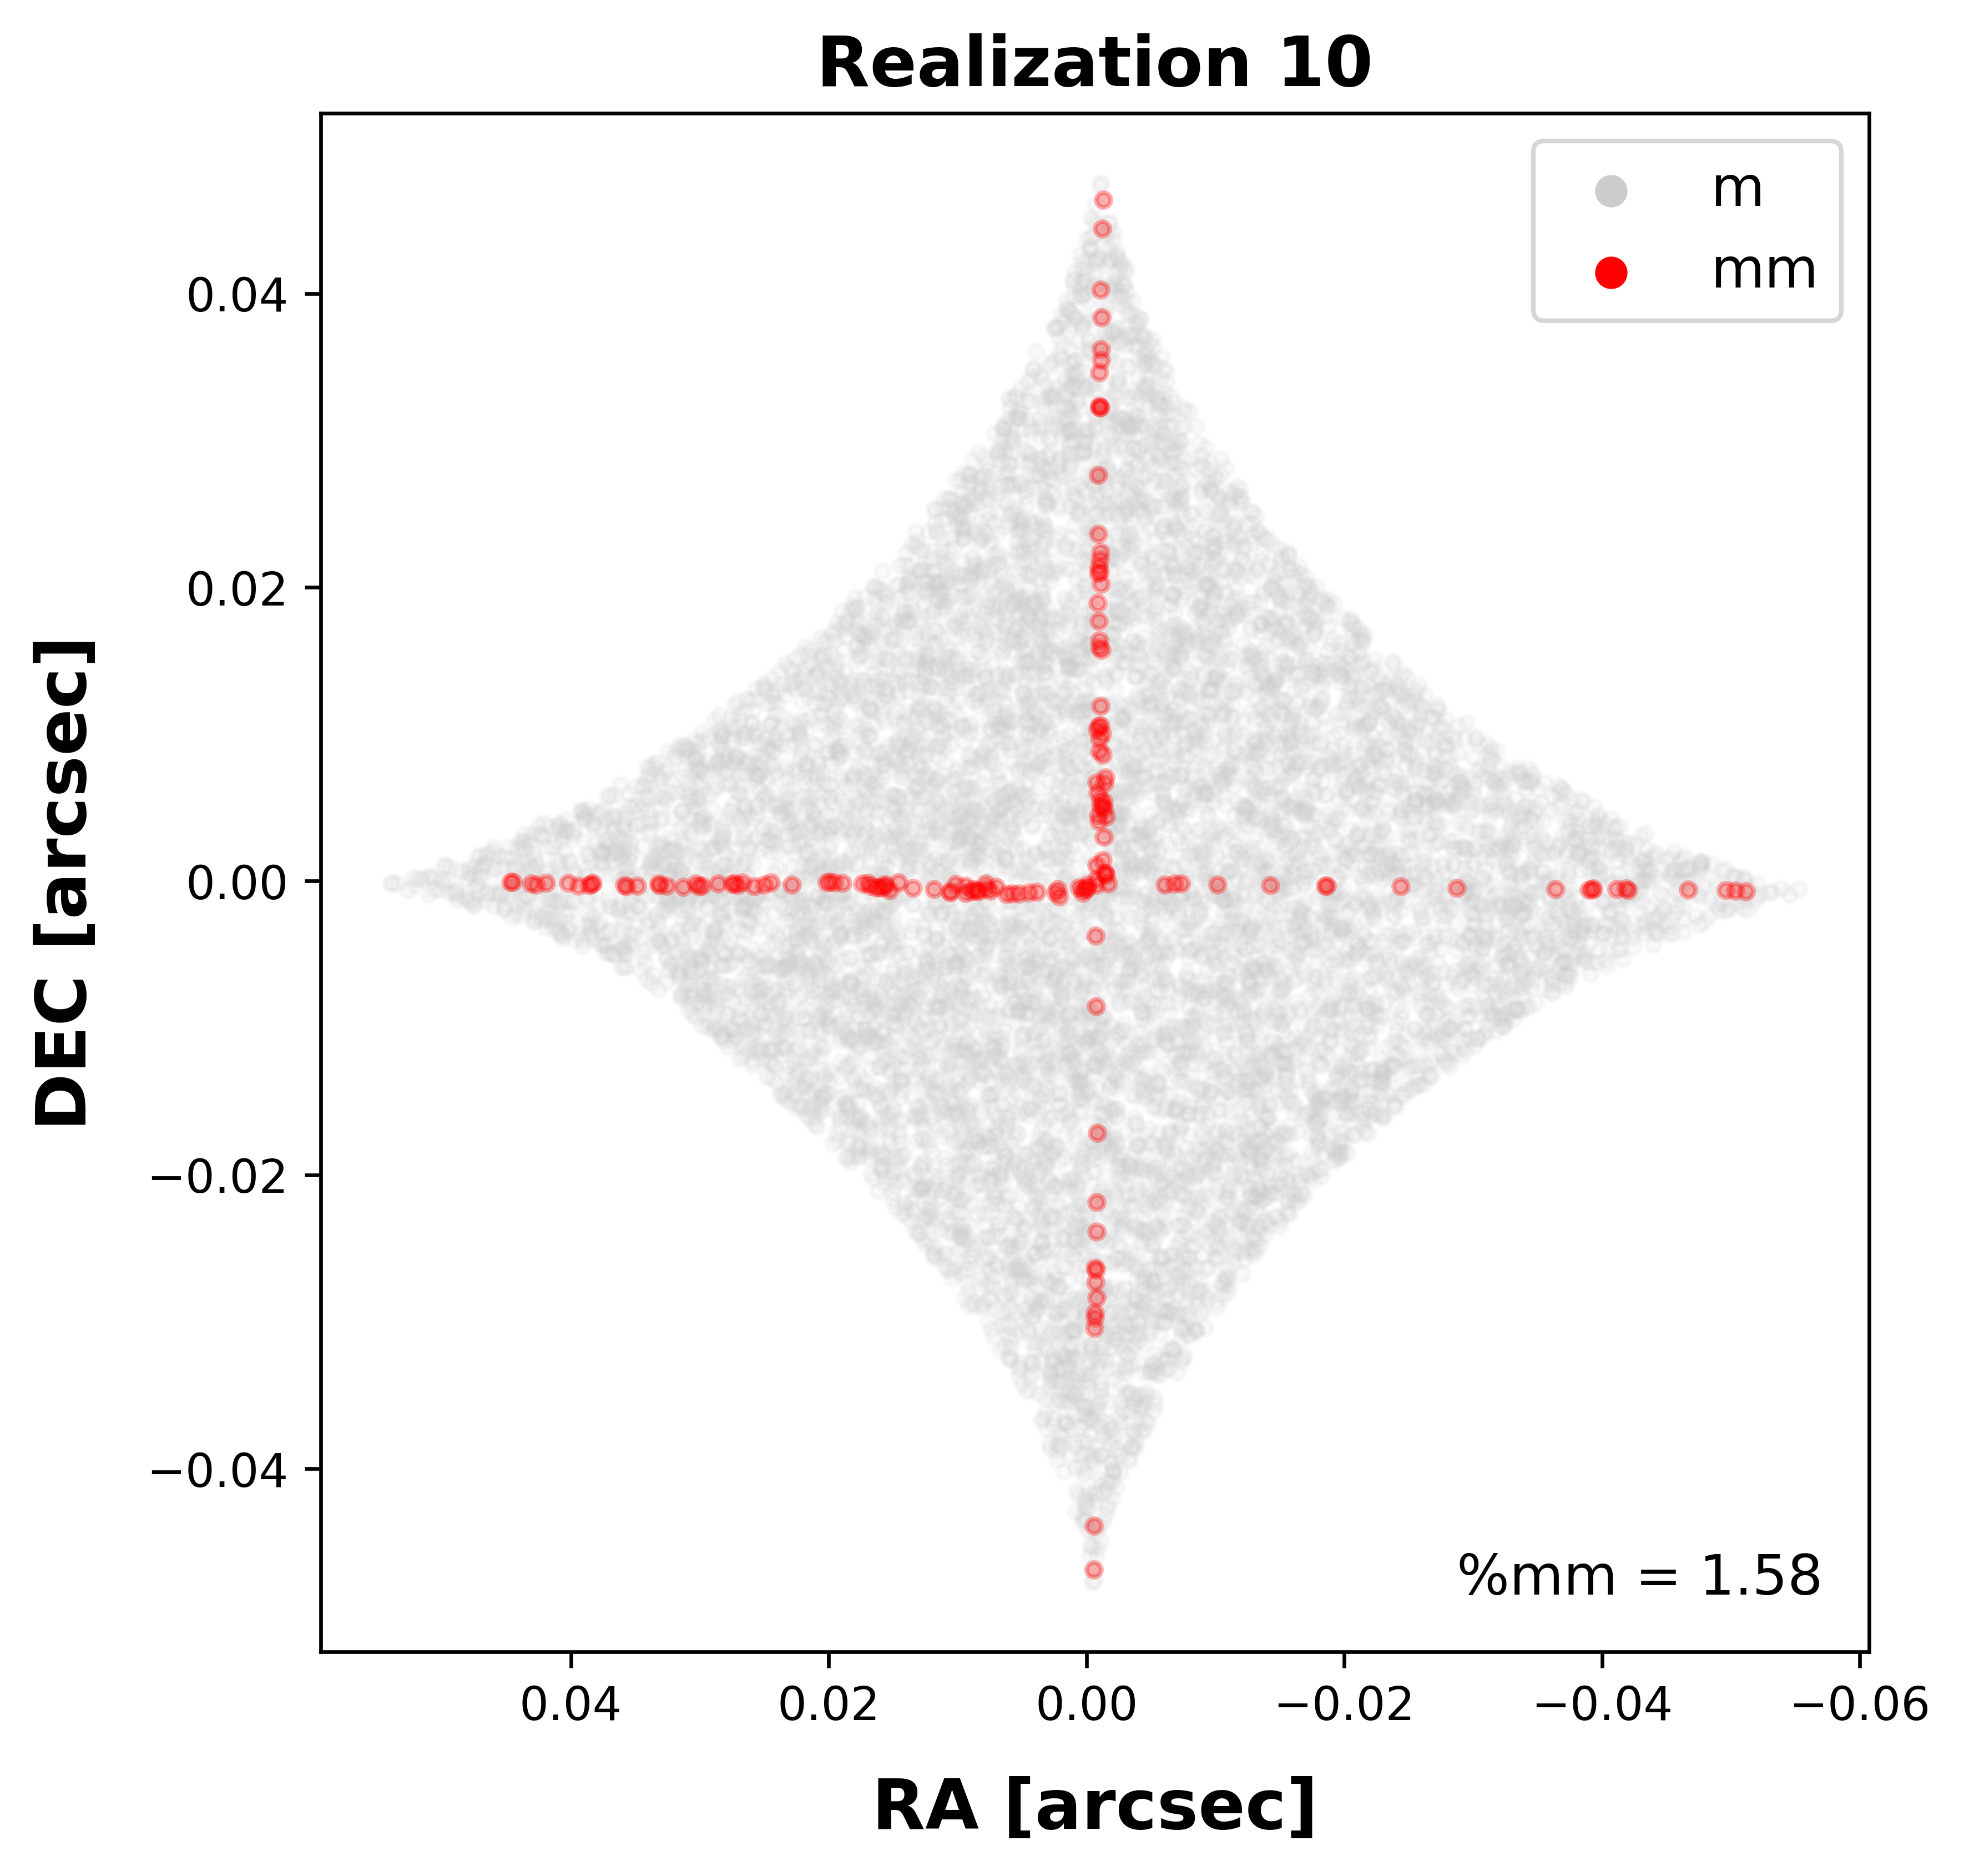 Realization 10
m
mm
0.04
0.02
0.00
−0.02
−0.04
DEC [arcsec]
%mm = 1.58
0.04 0.02 0.00 −0.02 −0.04 −0.06
RA [arcsec]